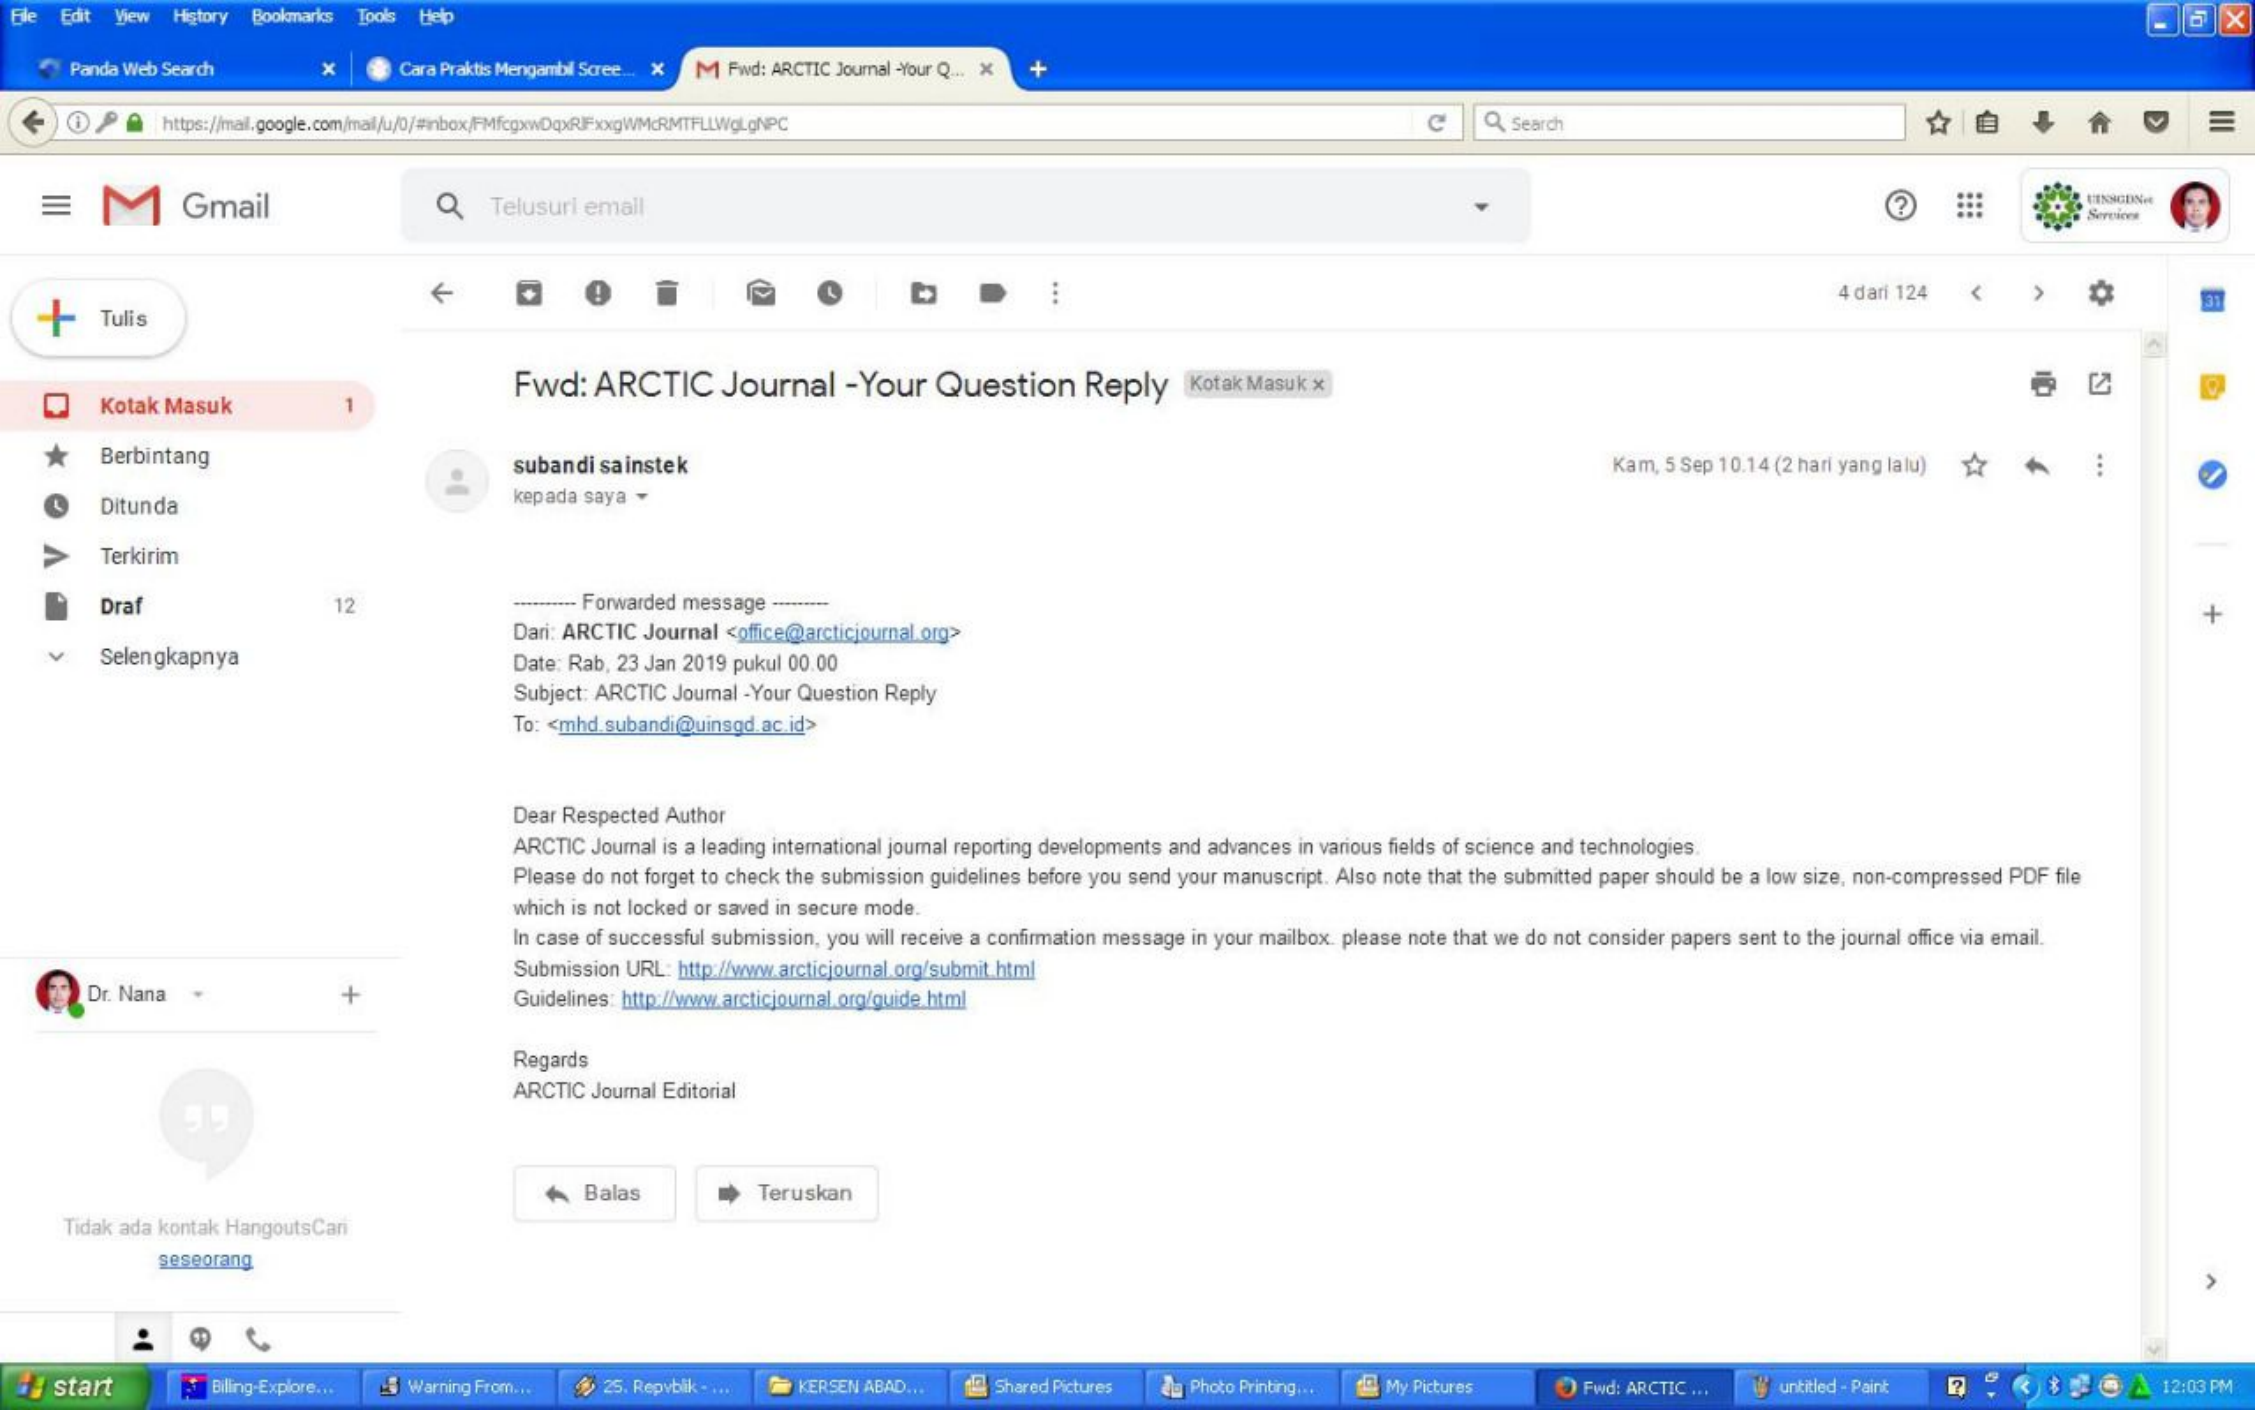 File Edit View History Bookmarks Tools Help
Panda Web Search
Cara Praktis Mengambil Scree...
Fwd: ARCTIC Journal -Your Q...
https://mail.google.com/mail/u/0/#inbox/
Search
Gmail
Telusuri email
UINSGDNet
Services
Tulis
4 dari 124
31
Fwd: ARCTIC Journal -Your Question Reply Kotak Masuk x
Kotak Masuk 1
Berbintang
Ditunda
Terkirim
Draf 12
Selengkapnya
subandi sainstek
Kam, 5 Sep 10.14 (2 hari yang lalu)
kepada saya
---------- Forwarded message ---------
Dari: ARCTIC Journal <office@arcticjournal.org>
Date: Rab, 23 Jan 2019 pukul 00.00
Subject: ARCTIC Journal -Your Question Reply
To: <mhd.subandi@uinsgd.ac.id>
Dear Respected Author
ARCTIC Journal is a leading international journal reporting developments and advances in various fields of science and technologies.
Please do not forget to check the submission guidelines before you send your manuscript. Also note that the submitted paper should be a low size, non-compressed PDF file
which is not locked or saved in secure mode.
In case of successful submission, you will receive a confirmation message in your mailbox. please note that we do not consider papers sent to the journal office via email.
Submission URL: http://www.arcticjournal.org/submit.html
Guidelines: http://www.arcticjournal.org/guide.html
Regards
ARCTIC Journal Editorial
Balas
Teruskan
Dr. Nana
Tidak ada kontak HangoutsCari
seseorang
start
Billing-Explore...
Warning From...
25. Repvblik - ...
KERSEN ABAD...
Shared Pictures
Photo Printing...
My Pictures
Fwd: ARCTIC ...
untitled - Paint
12:03 PM